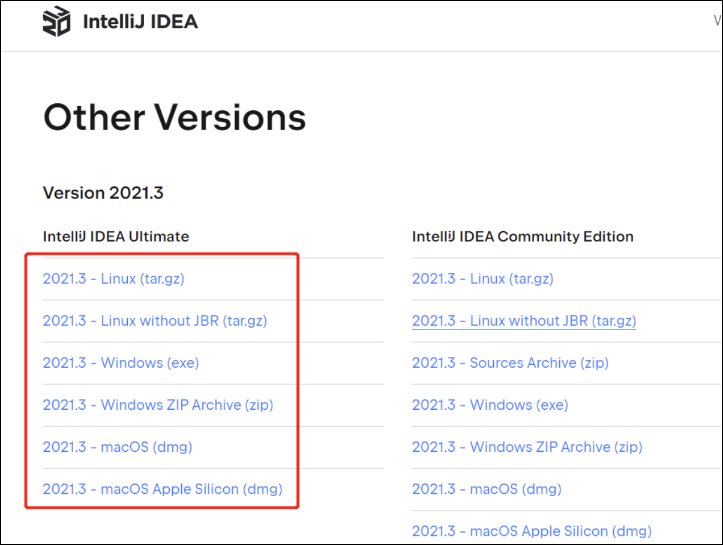 IntelliJ IDEA
Other Versions
Version 2021.3
IntelliJ IDEA Ultimate
2021.3 - Linux (tar.gz)
2021.3 - Linux without JBR (tar.gz)
2021.3 - Windows (exe)
2021.3 - Windows ZIP Archive (zip)
2021.3 - macOS (dmg)
2021.3 - macOS Apple Silicon (dmg)
IntelliJ IDEA Community Edition
2021.3 - Linux (tar.gz)
2021.3 - Linux without JBR (tar.gz)
2021.3 - Sources Archive (zip)
2021.3 - Windows (exe)
2021.3 - Windows ZIP Archive (zip)
2021.3 - macOS (dmg)
2021.3 - macOS Apple Silicon (dmg)